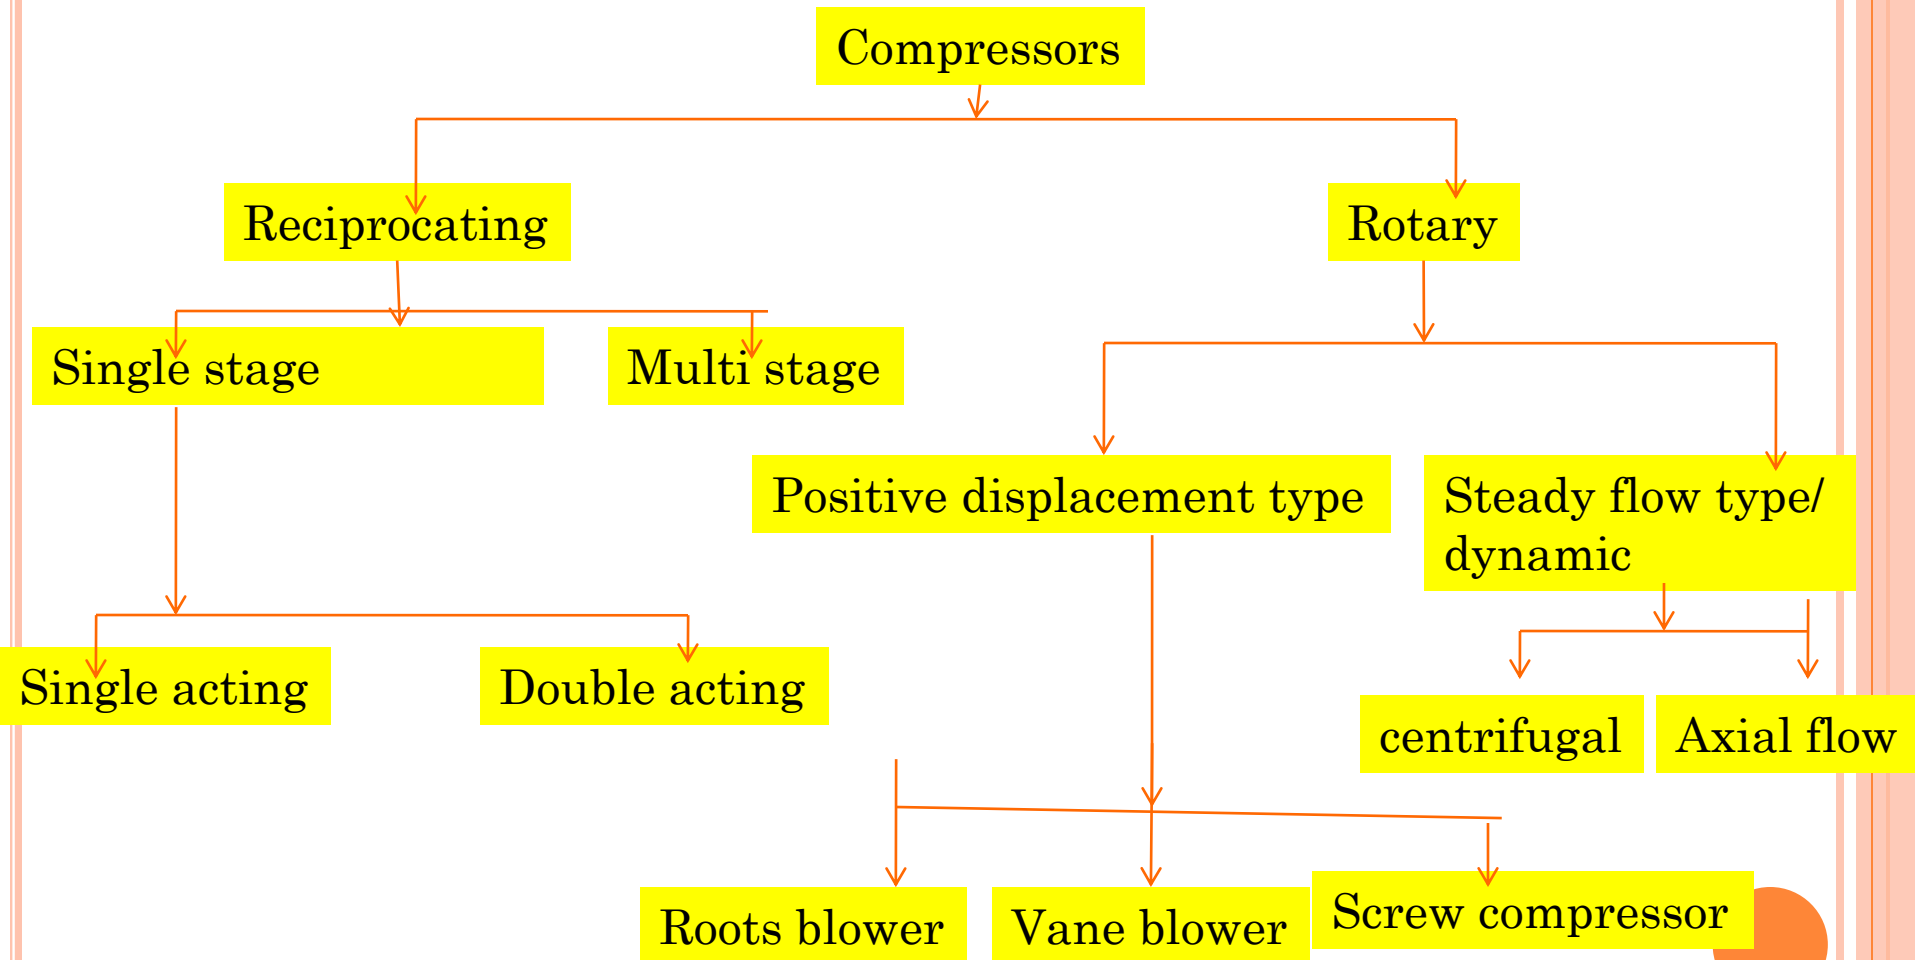 Compressors
Reciprocating
Rotary
Single stage
Multi stage
Positive displacement type
Steady flow type/
dynamic
Single acting
Double acting
centrifugal
Axial flow
Roots blower
Vane blower
Screw compressor